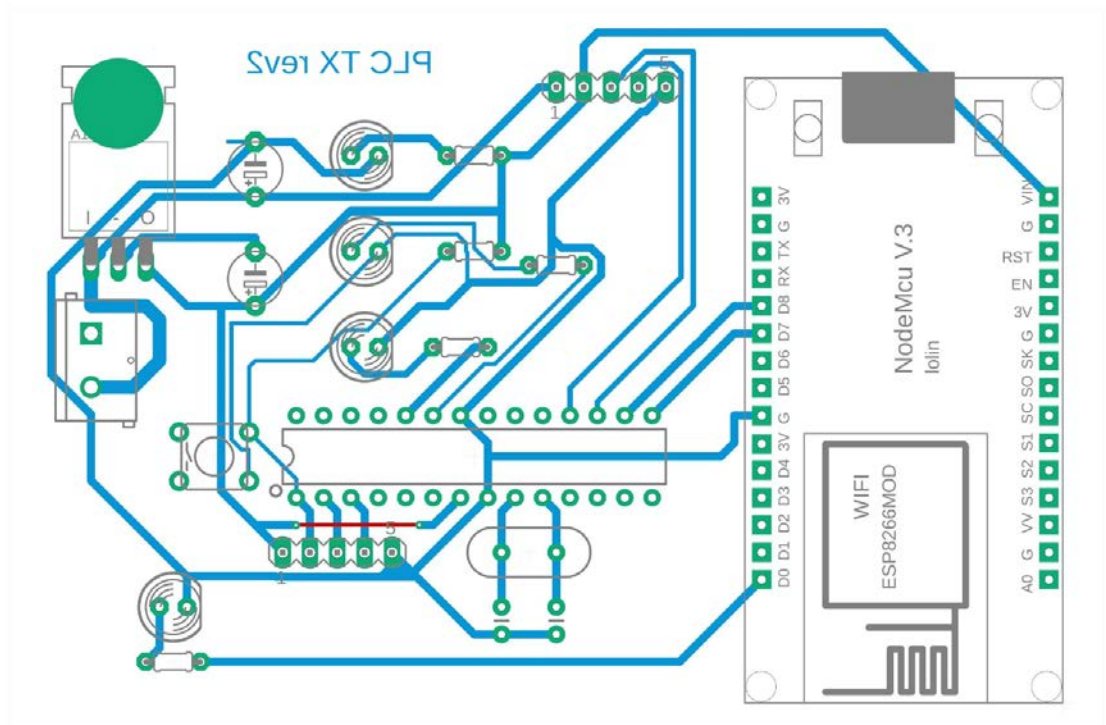 PLC TX rev2
5
1
A1
I - O
3V
G
TX
RX
D8
D7
D6
D5
G
3V
D4
D3
D2
D1
D0
NodeMcu V.3
lolin
VIN
G
RST
EN
3V
G
SK
SO
SC
S1
S2
S3
VV
G
A0
WIFI
ESP8266MOD
5
1